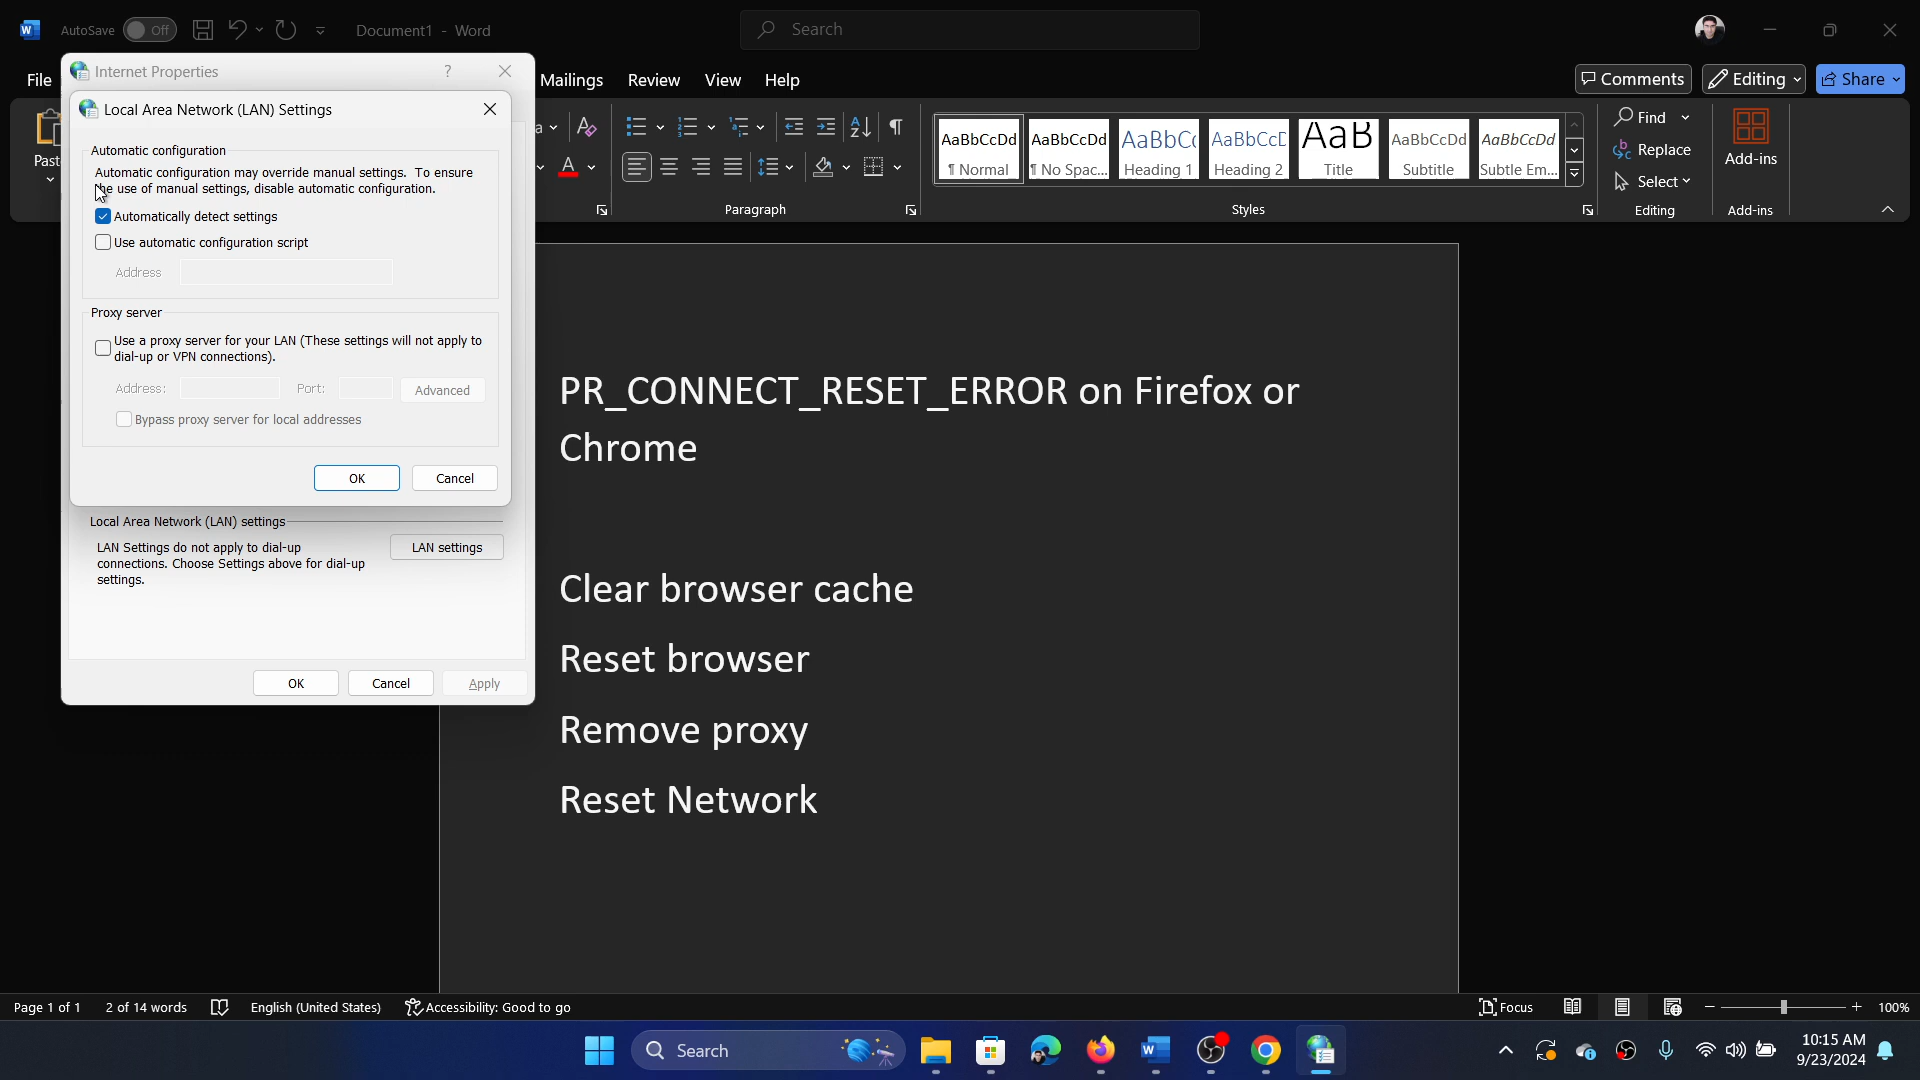 AutoSave Off Document1 - Word Search
File Mailings Review View Help Comments Editing Share
Internet Properties ?
Local Area Network (LAN) Settings
Automatic configuration
Automatic configuration may override manual settings. To ensure
the use of manual settings, disable automatic configuration.
Automatically detect settings
Use automatic configuration script
Address
Proxy server
Use a proxy server for your LAN (These settings will not apply to
dial-up or VPN connections).
Address: Port: Advanced
Bypass proxy server for local addresses
OK Cancel
Local Area Network (LAN) settings
LAN Settings do not apply to dial-up
connections. Choose Settings above for dial-up
settings.
LAN settings
OK Cancel Apply
Past
AaBbCcDd AaBbCcDd AaBbCc AaBbCcD AaB AaBbCcDd AaBbCcDd
¶ Normal ¶ No Spac... Heading 1 Heading 2 Title Subtitle Subtle Em...
Find
Replace
Select
Add-ins
Paragraph Styles Editing Add-ins
PR_CONNECT_RESET_ERROR on Firefox or
Chrome
Clear browser cache
Reset browser
Remove proxy
Reset Network
Page 1 of 1 2 of 14 words English (United States) Accessibility: Good to go Focus 100%
Search
10:15 AM
9/23/2024